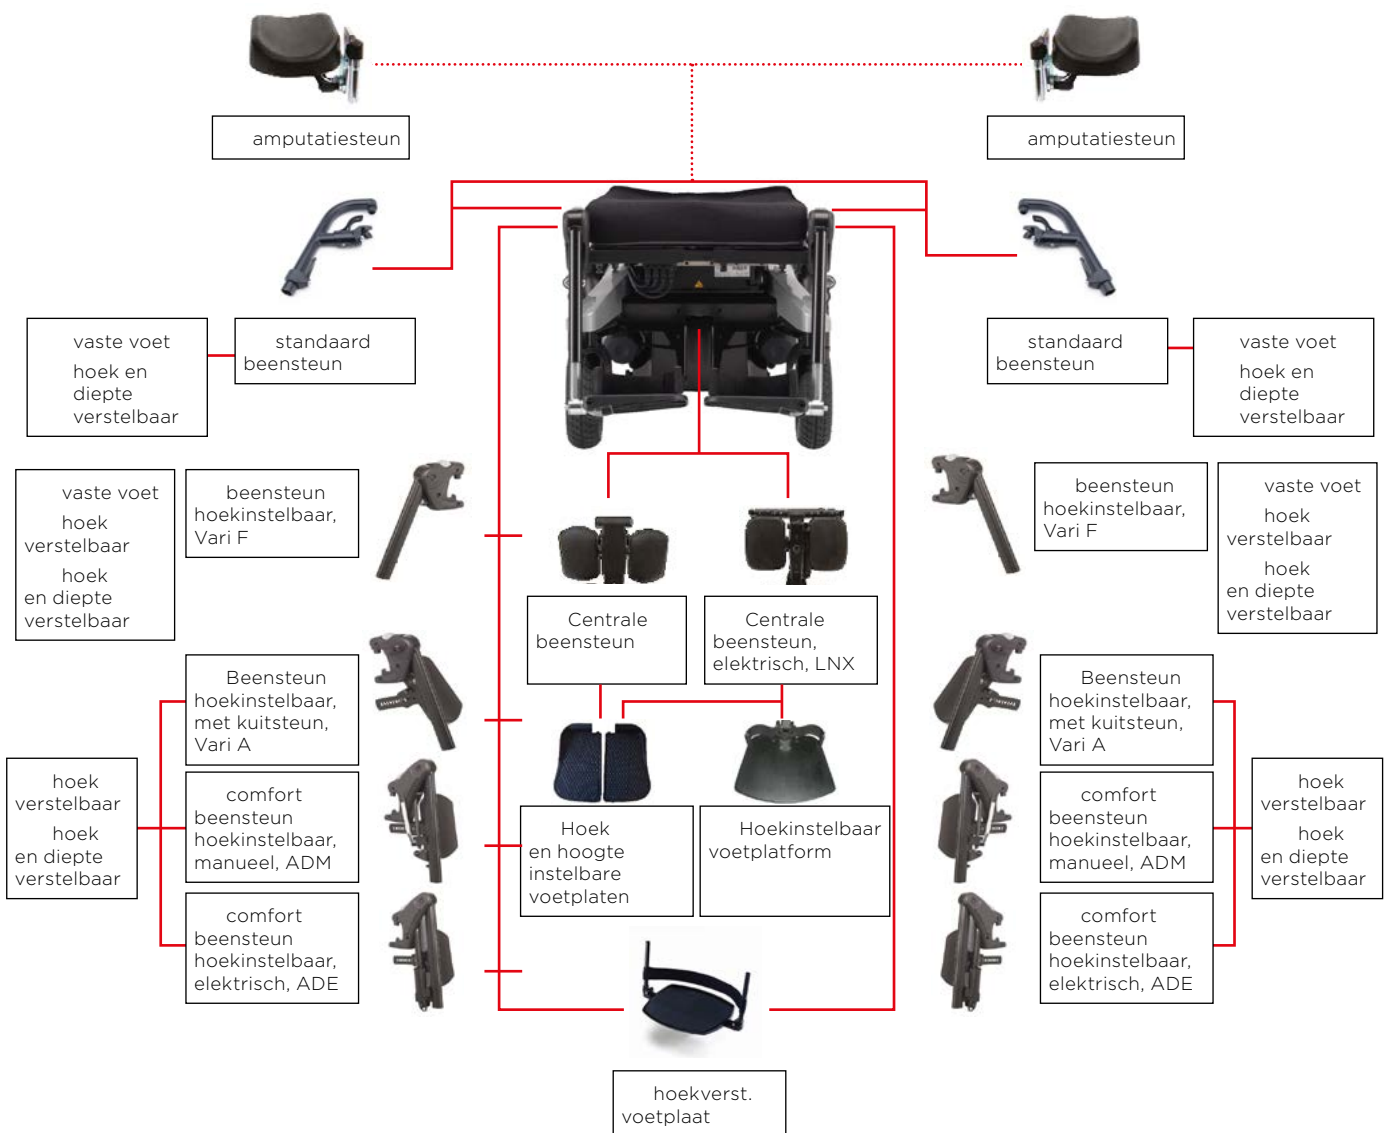 amputatiesteun
amputatiesteun
vaste voet
hoek en
diepte
verstelbaar
standaard
beensteun
standaard
beensteun
vaste voet
hoek en
diepte
verstelbaar
vaste voet
hoek
verstelbaar
hoek
en diepte
verstelbaar
beensteun
hoekinstelbaar,
Vari F
beensteun
hoekinstelbaar,
Vari F
vaste voet
hoek
verstelbaar
hoek
en diepte
verstelbaar
Centrale
beensteun
Centrale
beensteun,
elektrisch, LNX
Beensteun
hoekinstelbaar,
met kuitsteun,
Vari A
Beensteun
hoekinstelbaar,
met kuitsteun,
Vari A
hoek
verstelbaar
hoek
en diepte
verstelbaar
comfort
beensteun
hoekinstelbaar,
manueel, ADM
Hoek
en hoogte
instelbare
voetplaten
Hoekinstelbaar
voetplatform
comfort
beensteun
hoekinstelbaar,
manueel, ADM
hoek
verstelbaar
hoek
en diepte
verstelbaar
comfort
beensteun
hoekinstelbaar,
elektrisch, ADE
comfort
beensteun
hoekinstelbaar,
elektrisch, ADE
hoekverst.
voetplaat